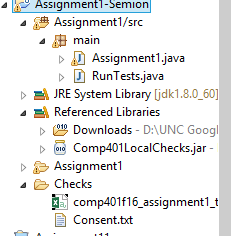 Assignment1-Semion
Assignment1/src
main
Assignment1.java
RunTests.java
JRE System Library [jdk1.8.0_60]
Referenced Libraries
Downloads - D:\UNC Goog
Comp401LocalChecks.jar -
Assignment1
Checks
comp401f16_assignment1_t
Consent.txt